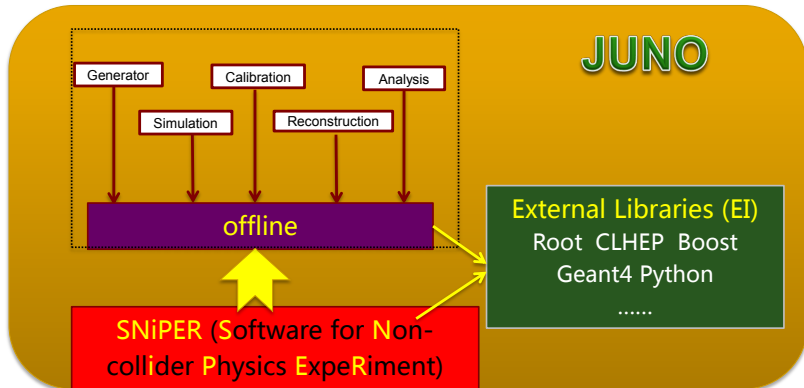 JUNO
Generator
Calibration
Analysis
Simulation
Reconstruction
offline
External Libraries (EI)
Root CLHEP Boost
Geant4 Python
......
SNiPER (Software for Non-
collider Physics ExpeRiment)